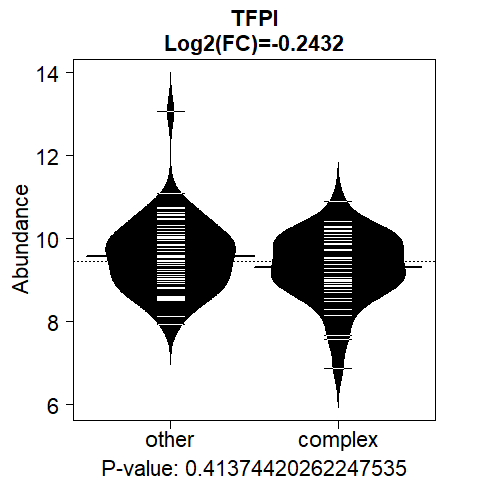 TFPI
Log2(FC)=-0.2432
14
12
10
8
6
Abundance
other complex
P-value: 0.41374420262247535